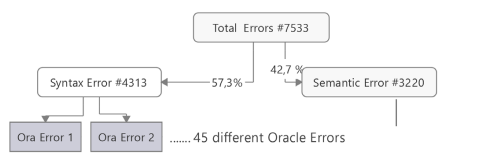 Total Errors #7533
57,3%
42,7 %
Syntax Error #4313
Semantic Error #3220
Ora Error 1
Ora Error 2
....... 45 different Oracle Errors